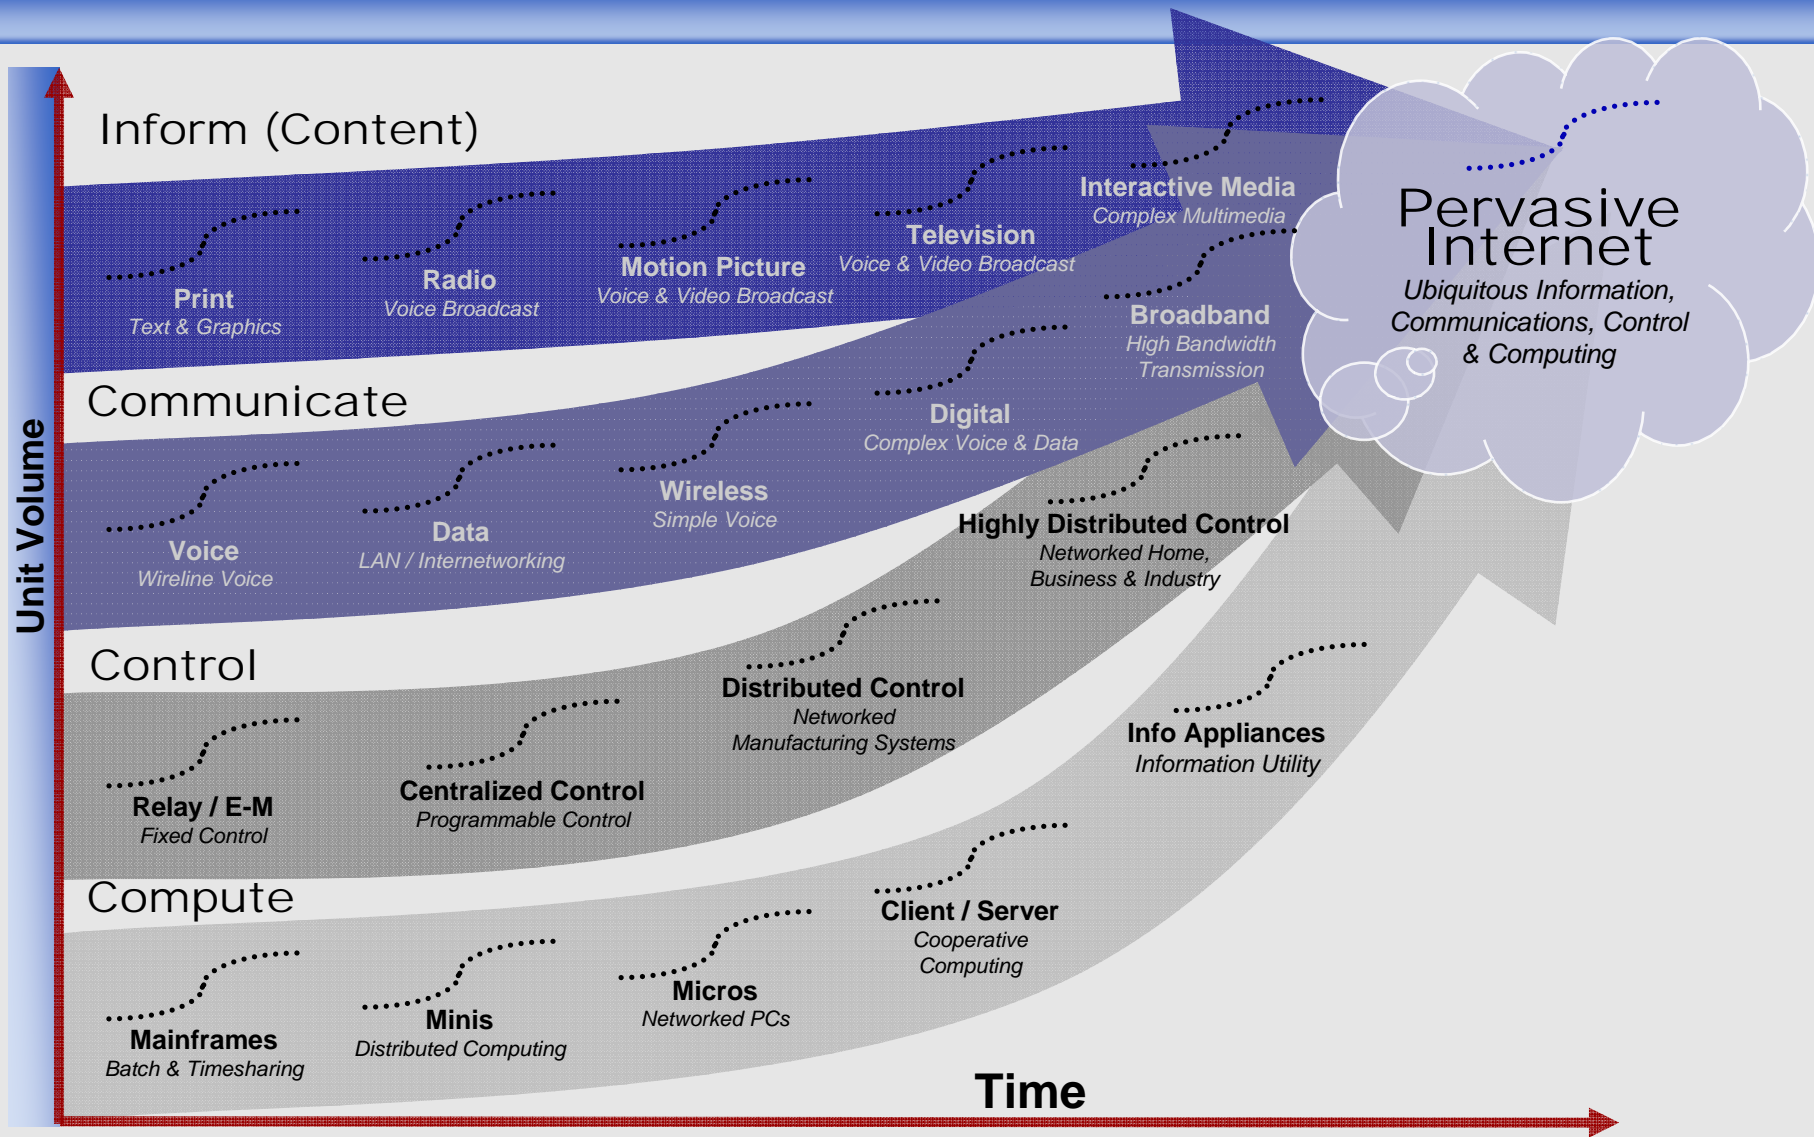 Inform (Content)
Print
Text & Graphics
Radio
Voice Broadcast
Motion Picture
Voice & Video Broadcast
Television
Voice & Video Broadcast
Interactive Media
Complex Multimedia
Pervasive
Internet
Ubiquitous Information,
Communications, Control
& Computing
Communicate
Voice
Wireline Voice
Data
LAN / Internetworking
Wireless
Simple Voice
Digital
Complex Voice & Data
Broadband
High Bandwidth
Transmission
Control
Relay / E-M
Fixed Control
Centralized Control
Programmable Control
Distributed Control
Networked
Manufacturing Systems
Highly Distributed Control
Networked Home,
Business & Industry
Compute
Mainframes
Batch & Timesharing
Minis
Distributed Computing
Micros
Networked PCs
Client / Server
Cooperative
Computing
Info Appliances
Information Utility
Unit Volume
Time